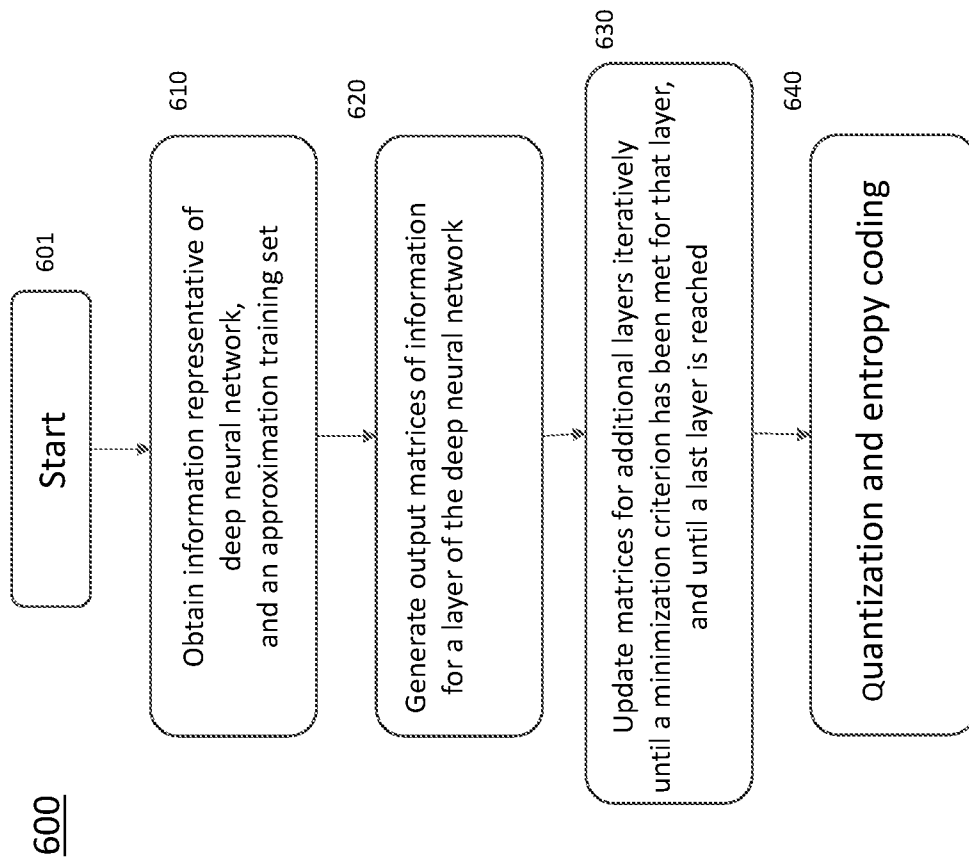 600
Start
601
Obtain information representative of
deep neural network,
and an approximation training set
610
Generate output matrices of information
for a layer of the deep neural network
620
Update matrices for additional layers iteratively
until a minimization criterion has been met for that layer,
and until a last layer is reached
630
Quantization and entropy coding
640